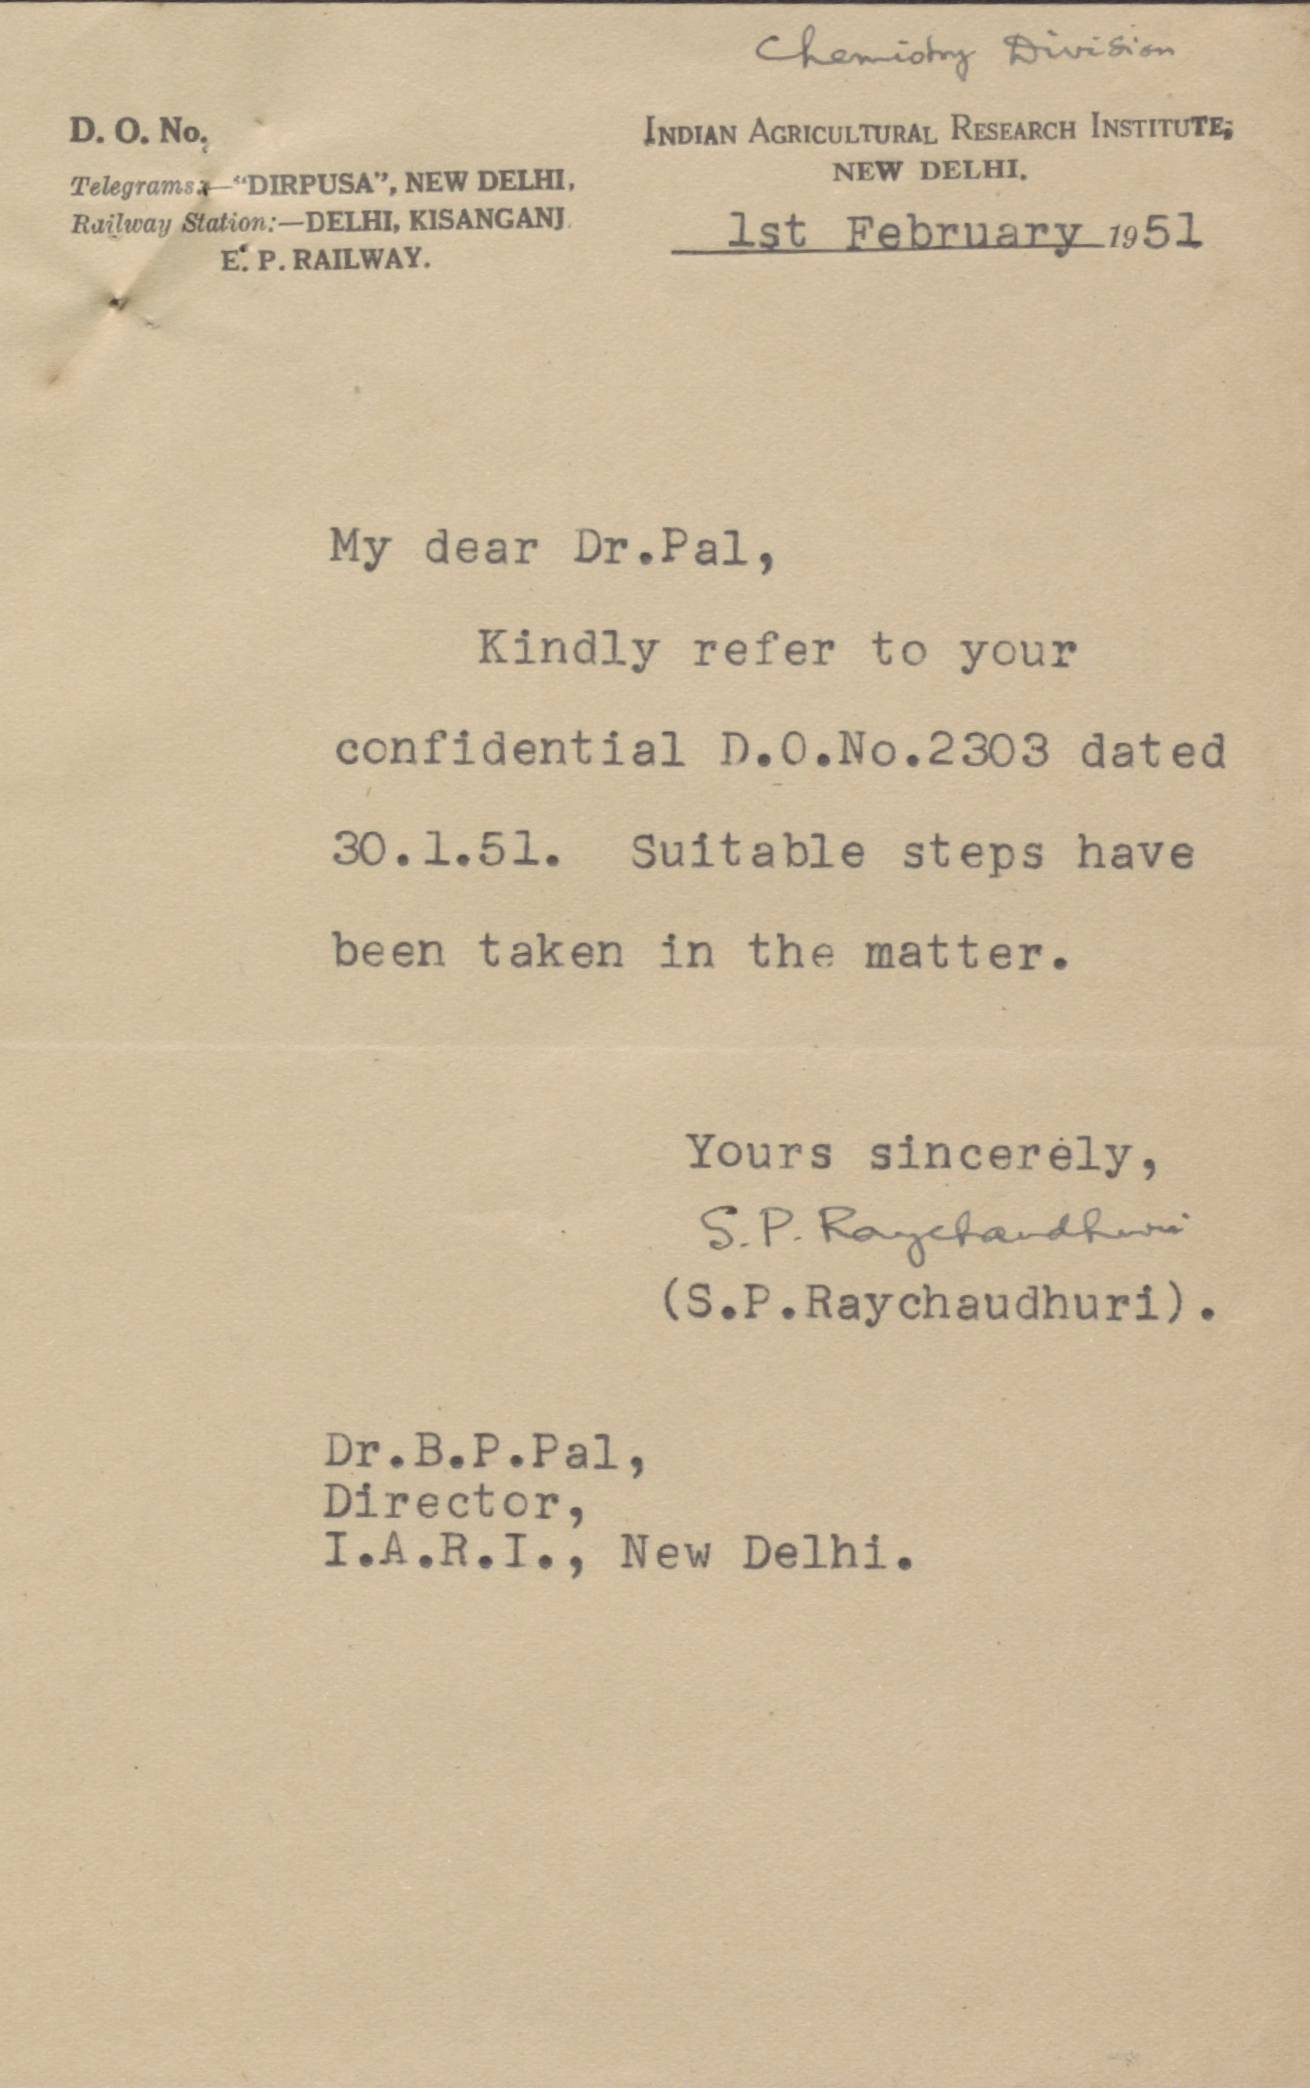 Chemistry Division
D. O. No.
Telegrams:—"DIRPUSA", NEW DELHI,
Railway Station:—DELHI, KISANGANJ
E. P. RAILWAY.
INDIAN AGRICULTURAL RESEARCH INSTITUTE,
NEW DELHI.
1st February 1951
My dear Dr.Pal,
Kindly refer to your
confidential D.O.No.2303 dated
30.1.51. Suitable steps have
been taken in the matter.
Yours sincerely,
S.P. Raychaudhuri
(S.P.Raychaudhuri).
Dr.B.P.Pal,
Director,
I.A.R.I., New Delhi.